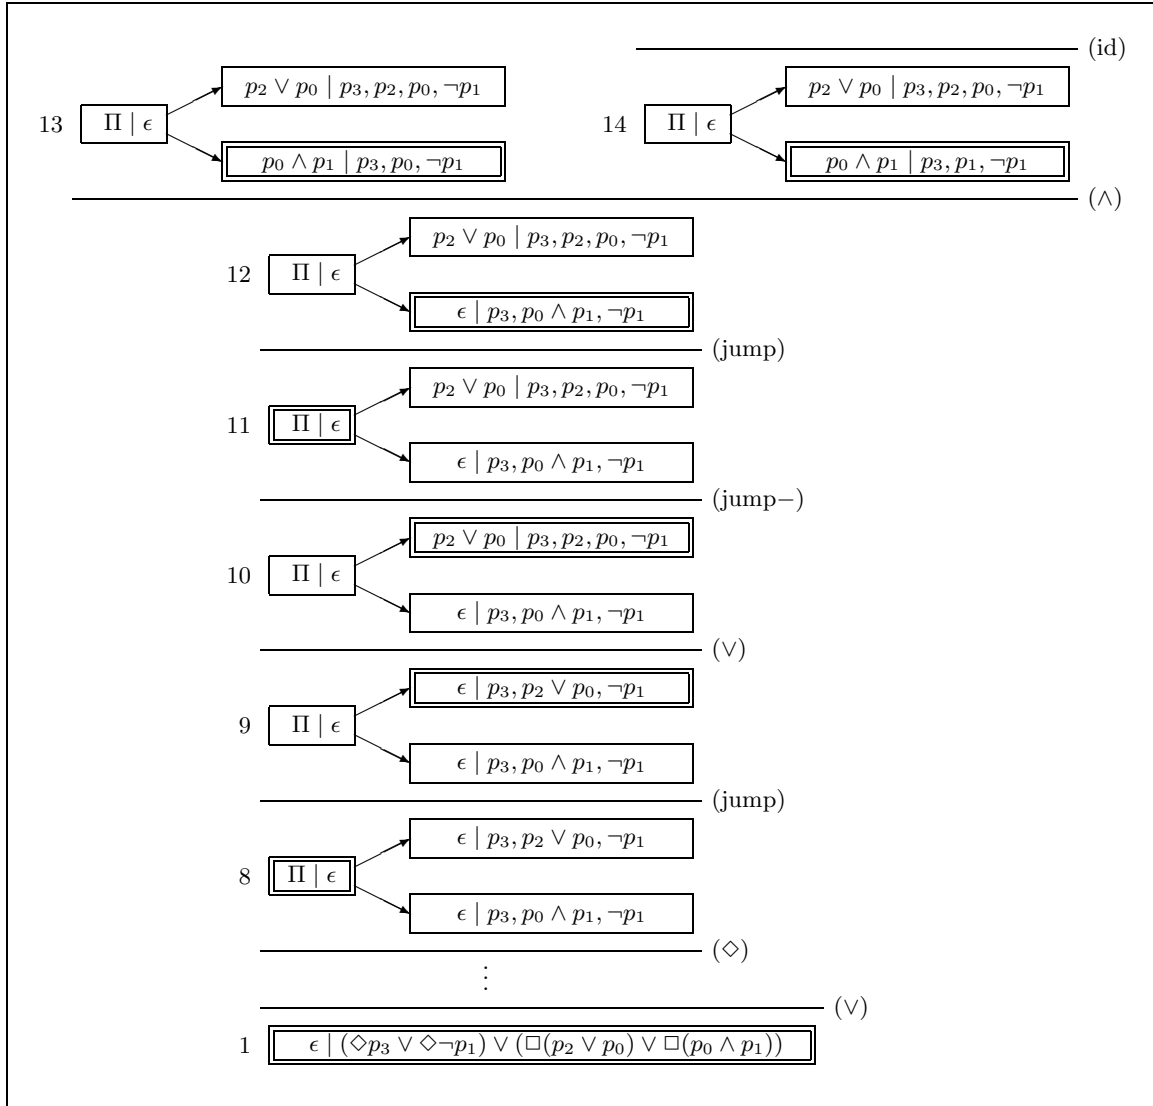 (id)
p₂ ∨ p₀ | p₃, p₂, p₀, ¬p₁ p₂ ∨ p₀ | p₃, p₂, p₀, ¬p₁
13 Π | ϵ 14 Π | ϵ
p₀ ∧ p₁ | p₃, p₀, ¬p₁ p₀ ∧ p₁ | p₃, p₁, ¬p₁
(∧)
p₂ ∨ p₀ | p₃, p₂, p₀, ¬p₁
12 Π | ϵ
ϵ | p₃, p₀ ∧ p₁, ¬p₁
(jump)
p₂ ∨ p₀ | p₃, p₂, p₀, ¬p₁
11 Π | ϵ
ϵ | p₃, p₀ ∧ p₁, ¬p₁
(jump−)
p₂ ∨ p₀ | p₃, p₂, p₀, ¬p₁
10 Π | ϵ
ϵ | p₃, p₀ ∧ p₁, ¬p₁
(∨)
ϵ | p₃, p₂ ∨ p₀, ¬p₁
9 Π | ϵ
ϵ | p₃, p₀ ∧ p₁, ¬p₁
(jump)
ϵ | p₃, p₂ ∨ p₀, ¬p₁
8 Π | ϵ
ϵ | p₃, p₀ ∧ p₁, ¬p₁
(◇)
⋮
(∨)
1 ϵ | (◇p₃ ∨ ◇¬p₁) ∨ (□(p₂ ∨ p₀) ∨ □(p₀ ∧ p₁))